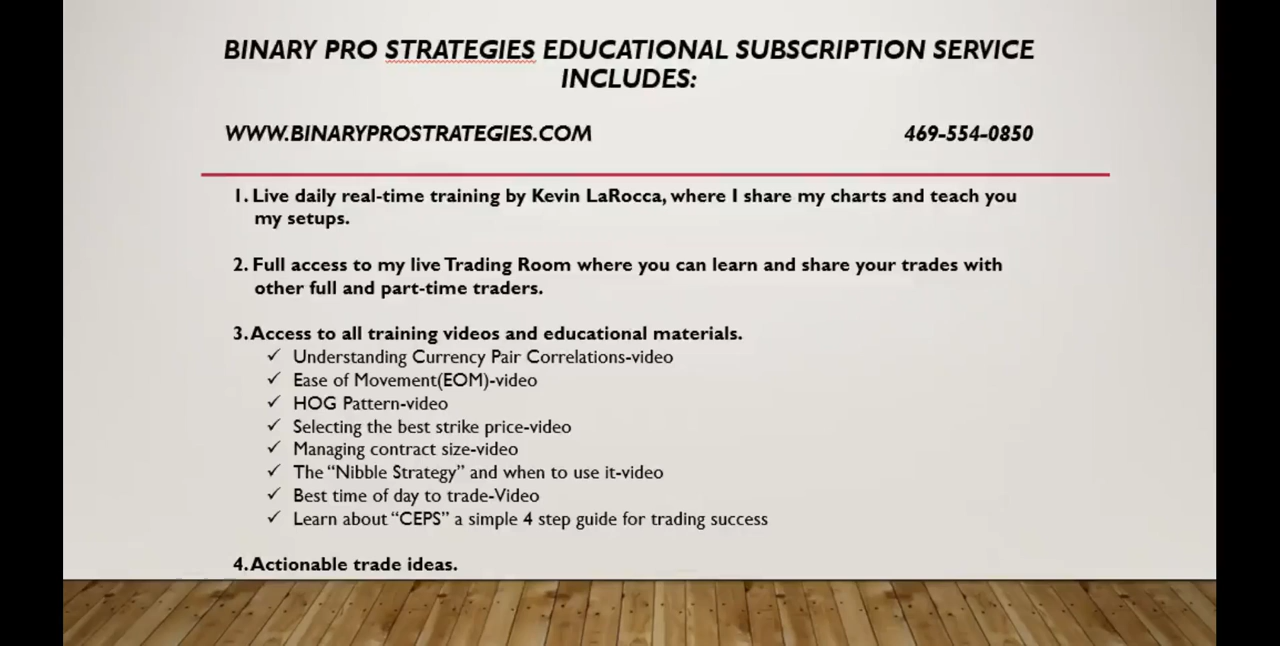 BINARY PRO STRATEGIES EDUCATIONAL SUBSCRIPTION SERVICE
INCLUDES:
WWW.BINARYPROSTRATEGIES.COM 469-554-0850
1. Live daily real-time training by Kevin LaRocca, where I share my charts and teach you
my setups.
2. Full access to my live Trading Room where you can learn and share your trades with
other full and part-time traders.
3. Access to all training videos and educational materials.
✓ Understanding Currency Pair Correlations-video
✓ Ease of Movement(EOM)-video
✓ HOG Pattern-video
✓ Selecting the best strike price-video
✓ Managing contract size-video
✓ The “Nibble Strategy” and when to use it-video
✓ Best time of day to trade-Video
✓ Learn about “CEPS” a simple 4 step guide for trading success
4. Actionable trade ideas.